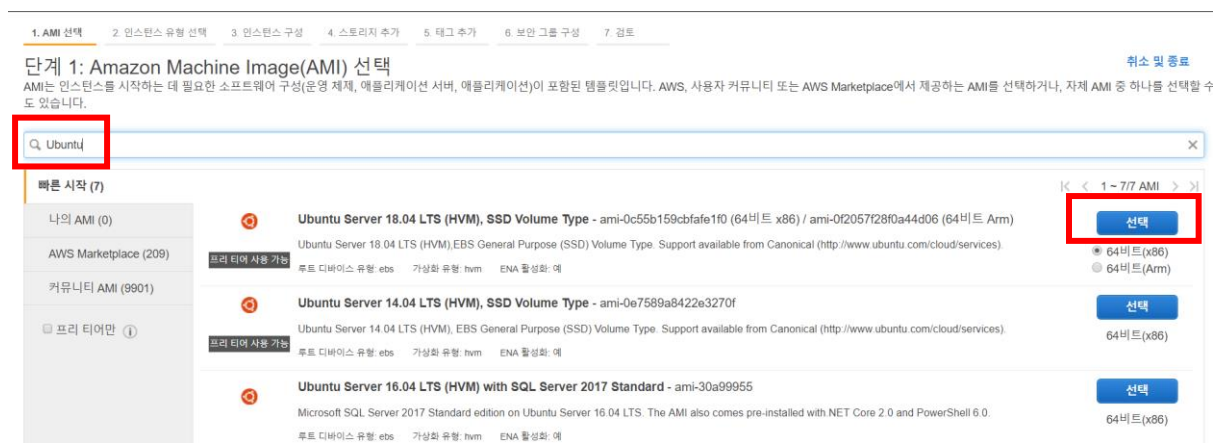 1. AMI 선택 2. 인스턴스 유형 선택 3. 인스턴스 구성 4. 스토리지 추가 5. 태그 추가 6. 보안 그룹 구성 7. 검토
단계 1: Amazon Machine Image(AMI) 선택 취소 및 종료
AMI는 인스턴스를 시작하는 데 필요한 소프트웨어 구성(운영 체제, 애플리케이션 서버, 애플리케이션)이 포함된 템플릿입니다. AWS, 사용자 커뮤니티 또는 AWS Marketplace에서 제공하는 AMI를 선택하거나, 자체 AMI 중 하나를 선택할 수
도 있습니다.
Ubuntu
빠른 시작 (7) 1 ~ 7/7 AMI
나의 AMI (0)
AWS Marketplace (209)
커뮤니티 AMI (9901)
프리 티어만
Ubuntu Server 18.04 LTS (HVM), SSD Volume Type - ami-0c55b159cbfafe1f0 (64비트 x86) / ami-0f2057f28f0a44d06 (64비트 Arm) 선택
Ubuntu Server 18.04 LTS (HVM),EBS General Purpose (SSD) Volume Type. Support available from Canonical (http://www.ubuntu.com/cloud/services).
프리 티어 사용 가능
루트 디바이스 유형: ebs 가상화 유형: hvm ENA 활성화: 예
64비트(x86)
64비트(Arm)
Ubuntu Server 14.04 LTS (HVM), SSD Volume Type - ami-0e7589a8422e3270f 선택
Ubuntu Server 14.04 LTS (HVM), EBS General Purpose (SSD) Volume Type. Support available from Canonical (http://www.ubuntu.com/cloud/services).
프리 티어 사용 가능
루트 디바이스 유형: ebs 가상화 유형: hvm ENA 활성화: 예
64비트(x86)
Ubuntu Server 16.04 LTS (HVM) with SQL Server 2017 Standard - ami-30a99955 선택
Microsoft SQL Server 2017 Standard edition on Ubuntu Server 16.04 LTS. The AMI also comes pre-installed with .NET Core 2.0 and PowerShell 6.0.
루트 디바이스 유형: ebs 가상화 유형: hvm ENA 활성화: 예
64비트(x86)